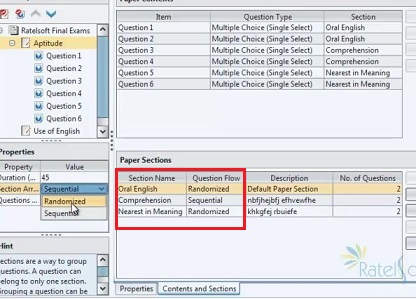 Paper Contents
Item Question Type Section
Question 1 Multiple Choice (Single Select) Oral English
Question 2 Multiple Choice (Single Select) Oral English
Question 3 Multiple Choice (Single Select) Comprehension
Question 4 Multiple Choice (Single Select) Comprehension
Question 5 Multiple Choice (Single Select) Nearest in Meaning
Question 6 Multiple Choice (Single Select) Nearest in Meaning
Ratelsoft Final Exams
Aptitude
Question 1
Question 2
Question 3
Question 4
Question 5
Question 6
Use of English
Properties
Property Value
Duration (... 45
Section Arr... Sequential
Questions ...
Randomized
Sequential
Hint
Sections are a way to group
questions. A question can
belong to only one section.
Grouping a question can be
Paper Sections
Section Name Question Flow Description No. of Questions
Oral English Randomized Default Paper Section 2
Comprehension Sequential nbfjhejbfj efhvewfhe 2
Nearest in Meaning Randomized khkgfej rbuiefe 2
Properties Contents and Sections
RatelSo